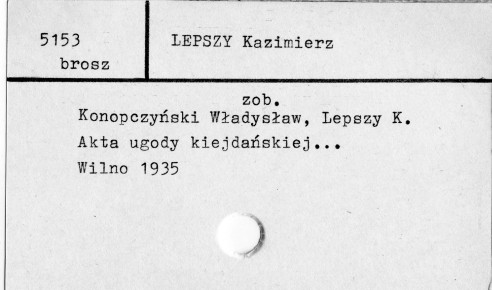 5153
brosz
LEPSZY Kazimierz
zob.
Konopczyński Władysław, Lepszy K.
Akta ugody kiejdańskiej...
Wilno 1935